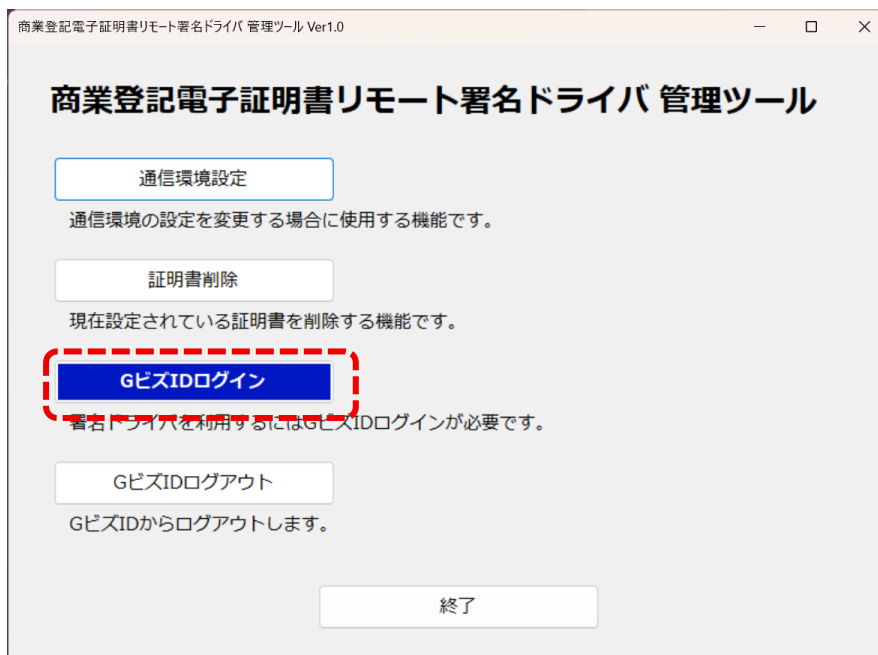 商業登記電子証明書リモート署名ドライバ 管理ツール Ver1.0
商業登記電子証明書リモート署名ドライバ 管理ツール
通信環境設定
通信環境の設定を変更する場合に使用する機能です。
証明書削除
現在設定されている証明書を削除する機能です。
GビズIDログイン
署名ドライバを利用するにはGビズIDログインが必要です。
GビズIDログアウト
GビズIDからログアウトします。
終了